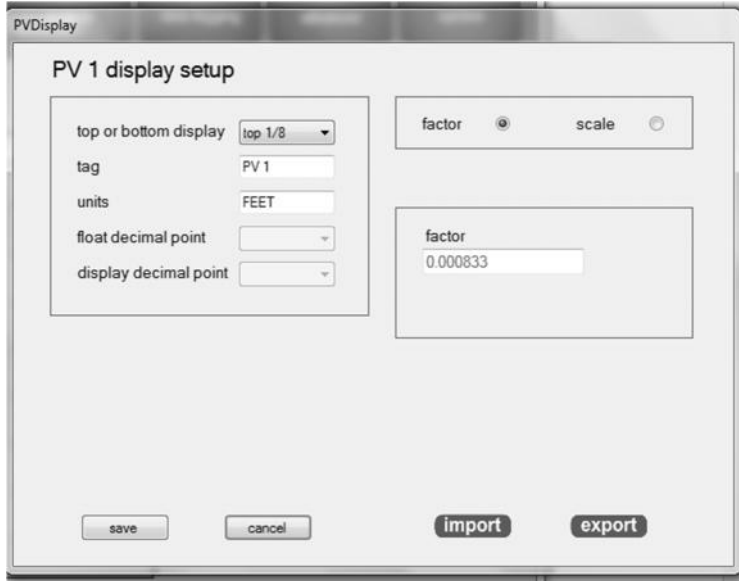 PVDisplay
PV 1 display setup
top or bottom display top 1/8
tag PV 1
units FEET
float decimal point
display decimal point
factor scale
factor
0.000833
save cancel import export